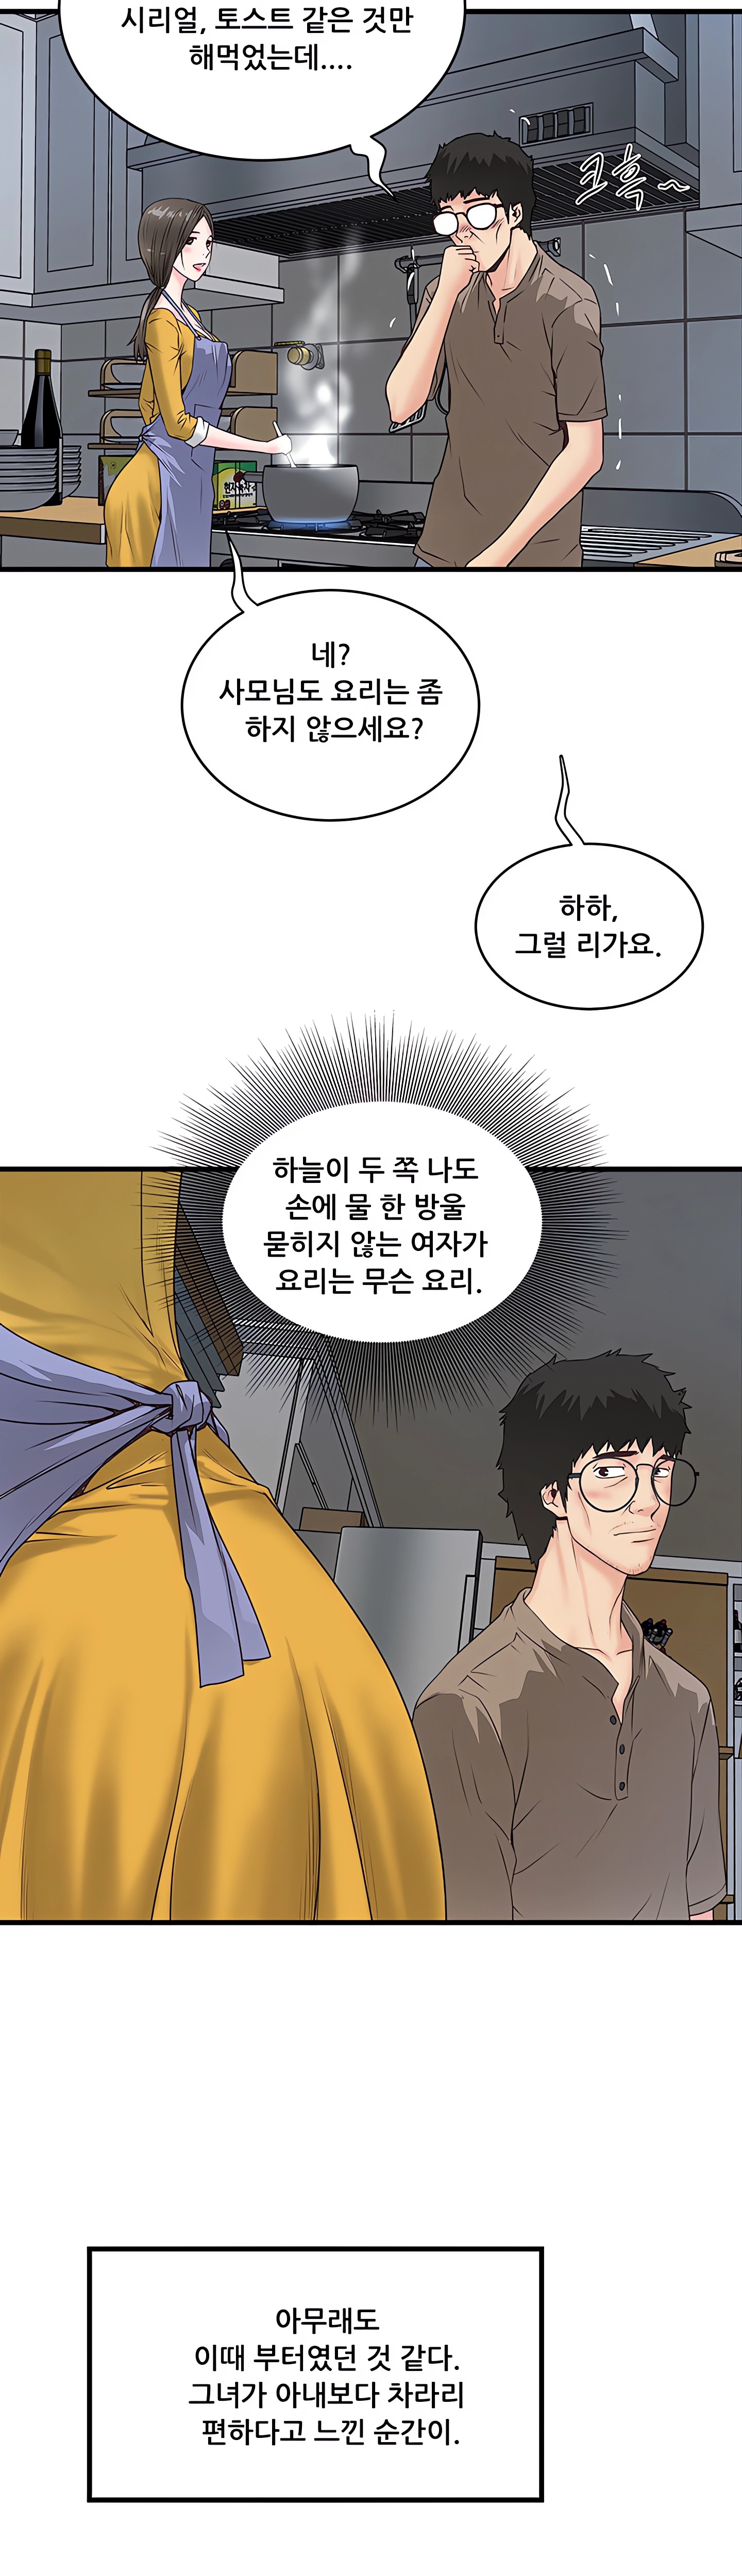 시리얼, 토스트 같은 것만
해먹었는데....
크흑~
네?
사모님도 요리는 좀
하지 않으세요?
하하,
그럴 리가요.
하늘이 두 쪽 나도
손에 물 한 방울
묻히지 않는 여자가
요리는 무슨 요리.
아무래도
이때 부터였던 것 같다.
그녀가 아내보다 차라리
편하다고 느낀 순간이.